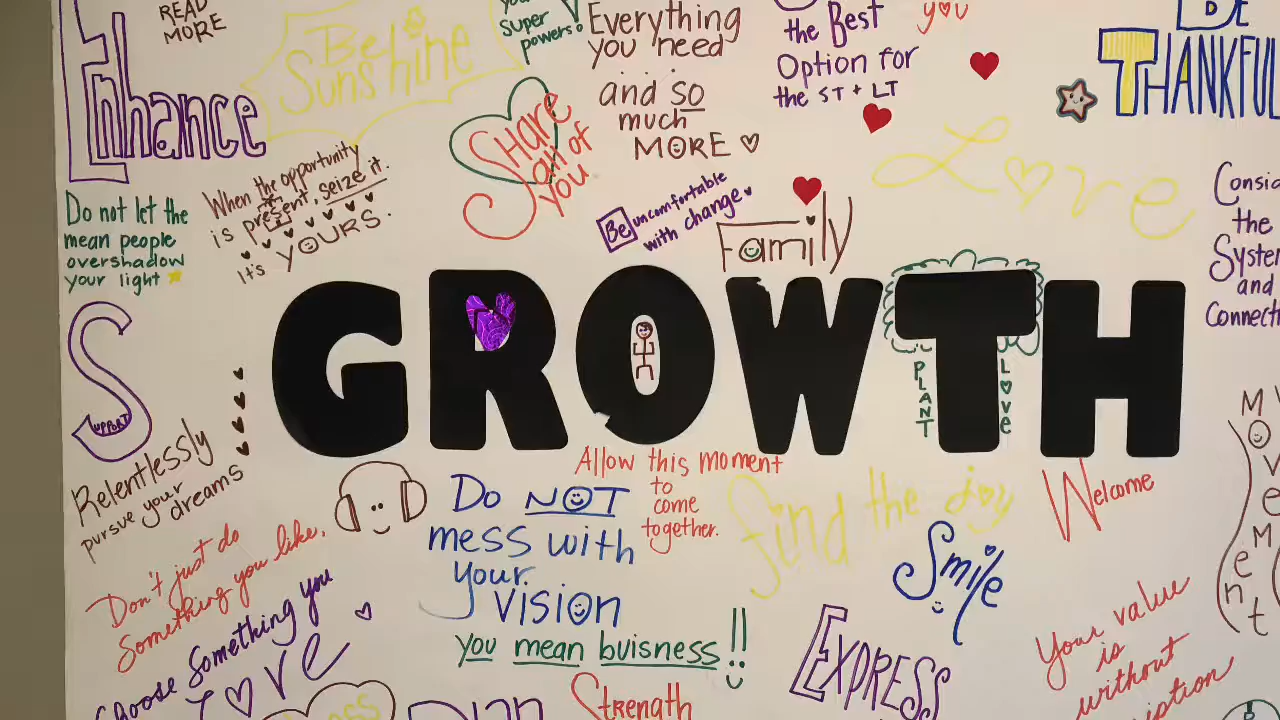 READ
MORE
Enhance
Be
Sunshine
your
super
powers!
Everything
you need
and so
much
MORE
the Best
Option for
the ST + LT
you
BE
THANKFUL
Share
all of
you
Love
When the opportunity
is present, seize it.
It's YOURS.
Do not let the
mean people
overshadow
your light
Be uncomfortable
with change.
Family
the
System
and
GROWTH
PLANT
LOVE
SUPPORT
Relentlessly
pursue your
dreams
Allow this moment
to
come
together.
Do NOT
mess with
your
vision
you mean buisness!!
find the joy
Welcome
Smile
Movement
Don't just do
Something you like,
Choose Something you
Love
EXPRESS
Your value
is
without
Strength